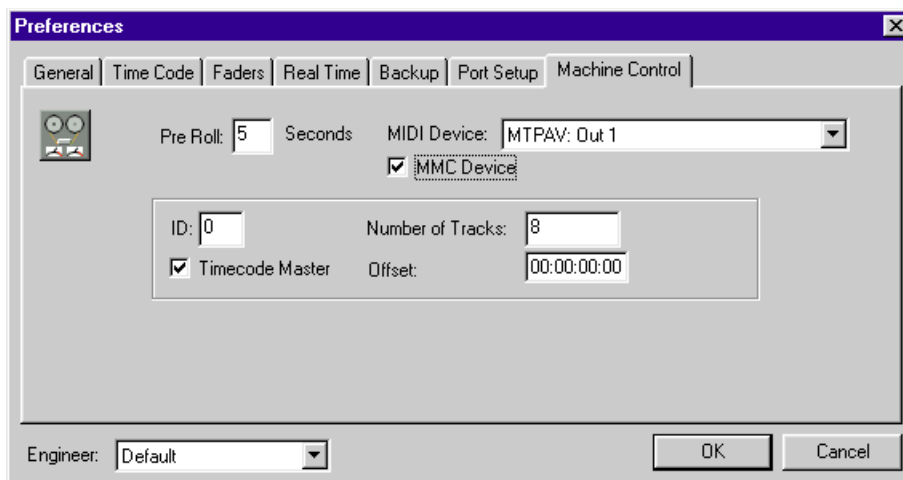 Preferences
General Time Code Faders Real Time Backup Port Setup Machine Control
Pre Roll: 5 Seconds MIDI Device: MTPAV: Out 1
MMC Device
ID: 0 Number of Tracks: 8
Timecode Master Offset: 00:00:00:00
Engineer: Default OK Cancel